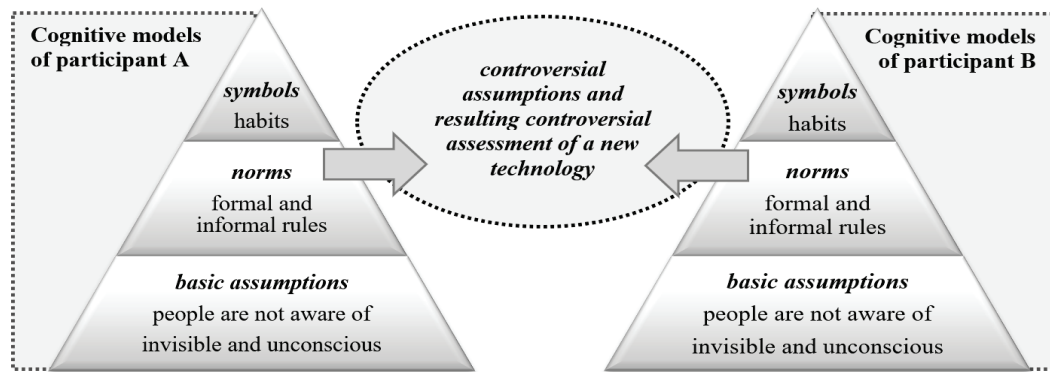 Cognitive models
of participant A
symbols
habits
norms
formal and
informal rules
basic assumptions
people are not aware of
invisible and unconscious
controversial
assumptions and
resulting controversial
assessment of a new
technology
Cognitive models
of participant B
symbols
habits
norms
formal and
informal rules
basic assumptions
people are not aware of
invisible and unconscious